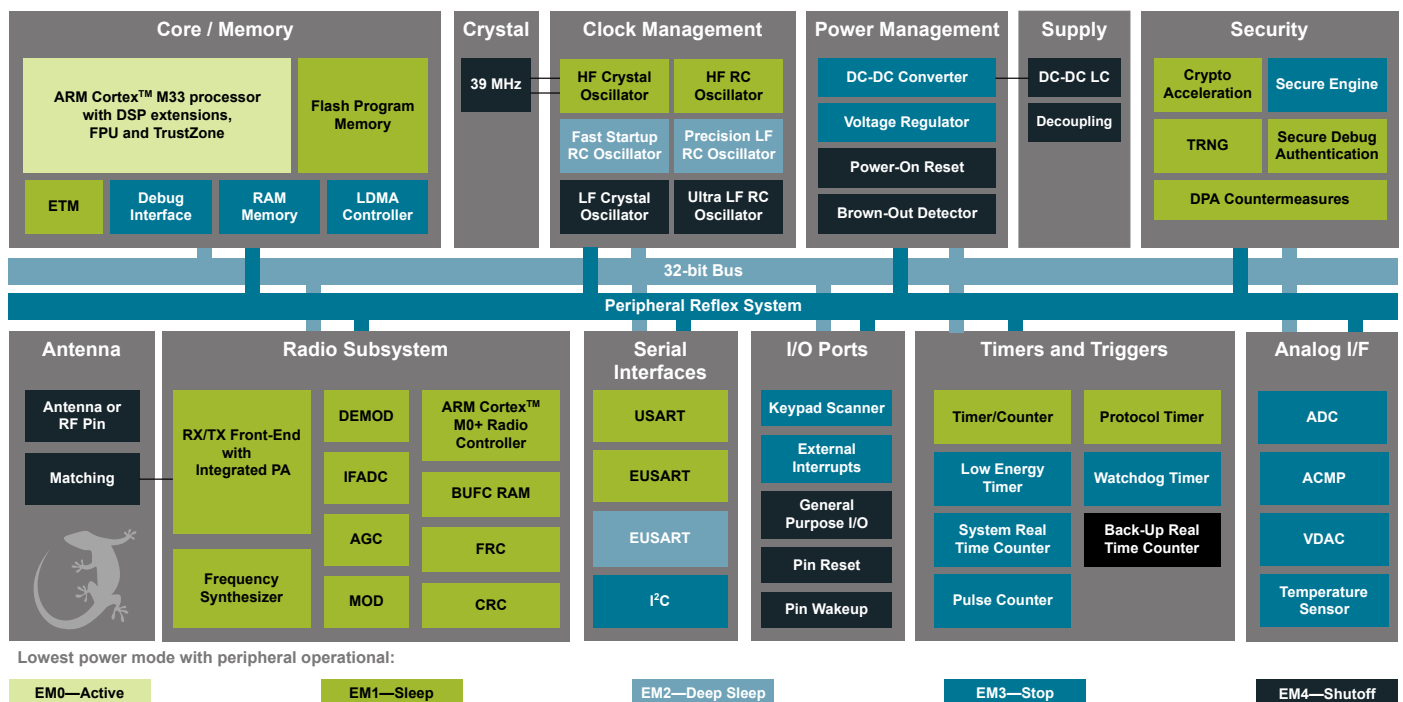 Core / Memory
ARM Cortex™ M33 processor
with DSP extensions,
FPU and TrustZone
Flash Program
Memory
ETM
Debug
Interface
RAM
Memory
LDMA
Controller
Crystal
39 MHz
Clock Management
HF Crystal
Oscillator
HF RC
Oscillator
Fast Startup
RC Oscillator
Precision LF
RC Oscillator
LF Crystal
Oscillator
Ultra LF RC
Oscillator
Power Management
DC-DC Converter
Voltage Regulator
Power-On Reset
Brown-Out Detector
Supply
DC-DC LC
Decoupling
Security
Crypto
Acceleration
Secure Engine
TRNG
Secure Debug
Authentication
DPA Countermeasures
32-bit Bus
Peripheral Reflex System
Antenna
Antenna or
RF Pin
Matching
Radio Subsystem
RX/TX Front-End
with
Integrated PA
Frequency
Synthesizer
DEMOD
IFADC
AGC
MOD
ARM Cortex™
M0+ Radio
Controller
BUFC RAM
FRC
CRC
Serial
Interfaces
USART
EUSART
EUSART
I²C
I/O Ports
Keypad Scanner
External
Interrupts
General
Purpose I/O
Pin Reset
Pin Wakeup
Timers and Triggers
Timer/Counter
Protocol Timer
Low Energy
Timer
Watchdog Timer
System Real
Time Counter
Back-Up Real
Time Counter
Pulse Counter
Analog I/F
ADC
ACMP
VDAC
Temperature
Sensor
Lowest power mode with peripheral operational:
EM0—Active
EM1—Sleep
EM2—Deep Sleep
EM3—Stop
EM4—Shutoff